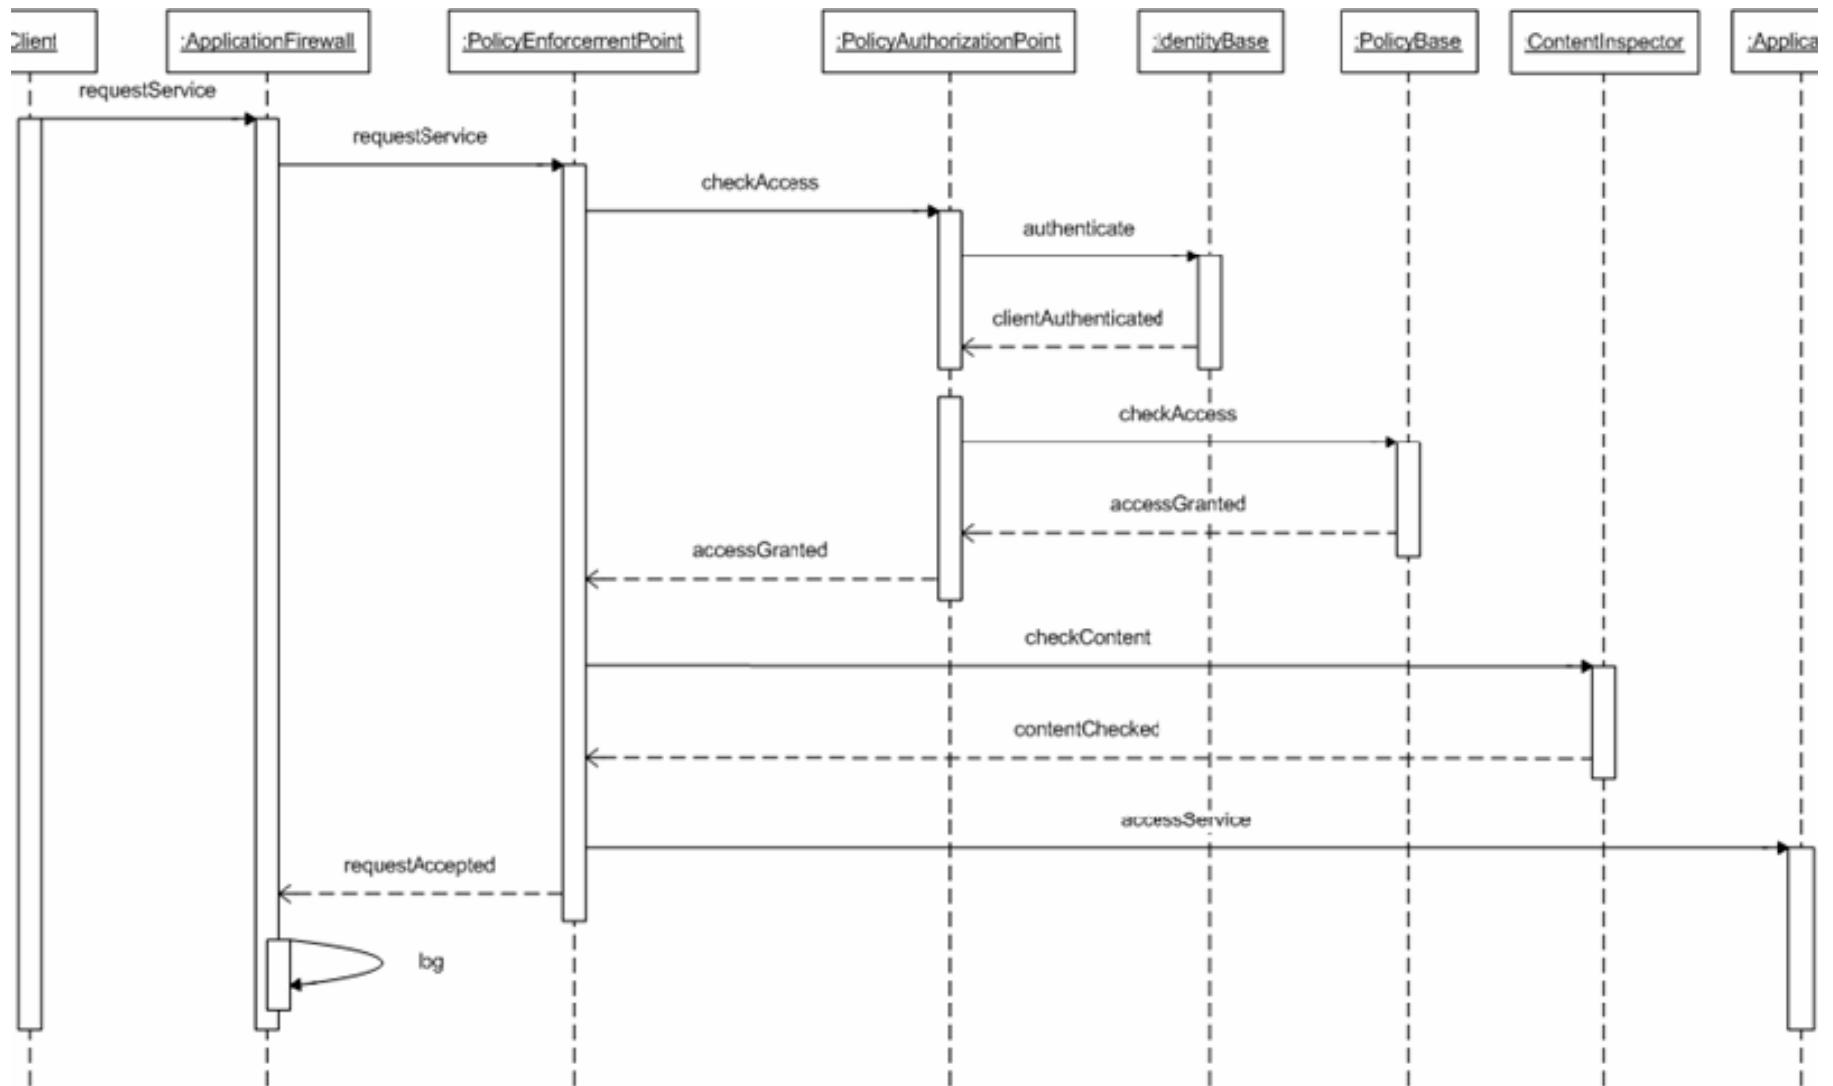 Client
:ApplicationFirewall
:PolicyEnforcementPoint
:PolicyAuthorizationPoint
:IdentityBase
:PolicyBase
ContentInspector
:Applica
requestService
requestService
checkAccess
authenticate
clientAuthenticated
checkAccess
accessGranted
accessGranted
checkContent
contentChecked
accessService
requestAccepted
log